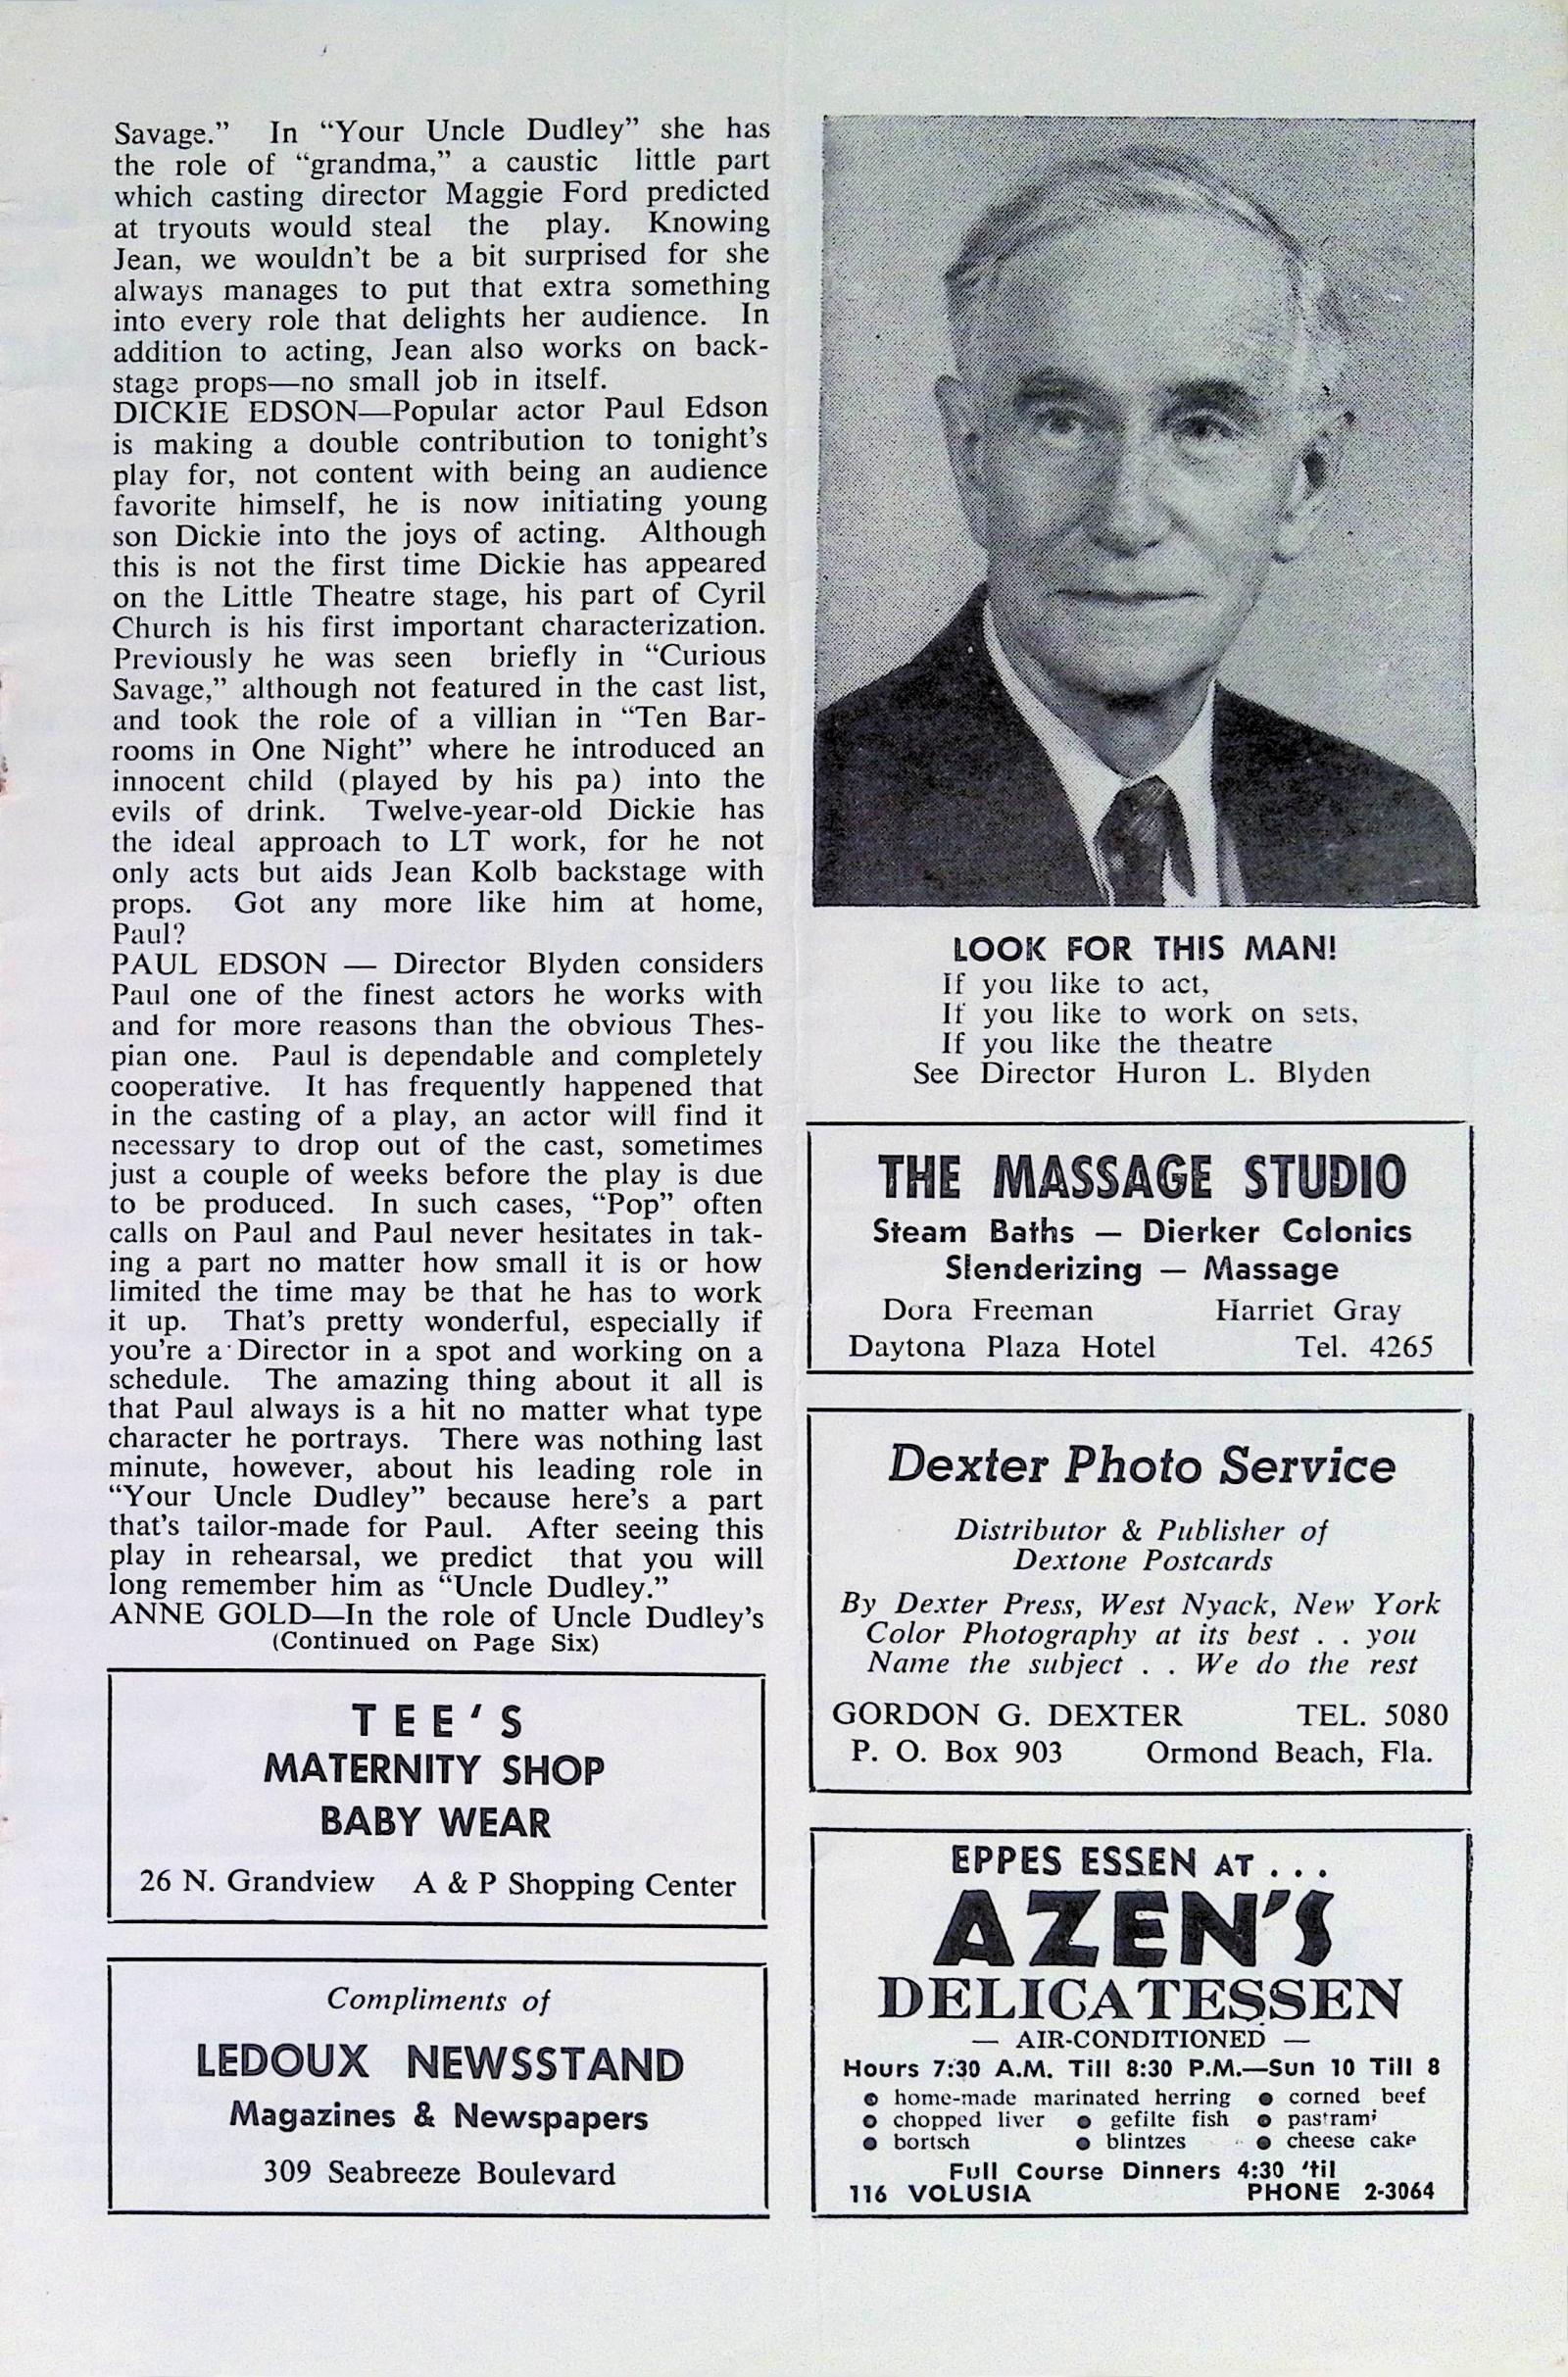 Savage." In "Your Uncle Dudley" she has
the role of "grandma," a caustic little part
which casting director Maggie Ford predicted
at tryouts would steal the play. Knowing
Jean, we wouldn't be a bit surprised for she
always manages to put that extra something
into every role that delights her audience. In
addition to acting, Jean also works on back-
stage props—no small job in itself.
DICKIE EDSON—Popular actor Paul Edson
is making a double contribution to tonight's
play for, not content with being an audience
favorite himself, he is now initiating young
son Dickie into the joys of acting. Although
this is not the first time Dickie has appeared
on the Little Theatre stage, his part of Cyril
Church is his first important characterization.
Previously he was seen briefly in "Curious
Savage," although not featured in the cast list,
and took the role of a villian in "Ten Bar-
rooms in One Night" where he introduced an
innocent child (played by his pa) into the
evils of drink. Twelve-year-old Dickie has
the ideal approach to LT work, for he not
only acts but aids Jean Kolb backstage with
props. Got any more like him at home,
Paul?
PAUL EDSON — Director Blyden considers
Paul one of the finest actors he works with
and for more reasons than the obvious Thes-
pian one. Paul is dependable and completely
cooperative. It has frequently happened that
in the casting of a play, an actor will find it
necessary to drop out of the cast, sometimes
just a couple of weeks before the play is due
to be produced. In such cases, "Pop" often
calls on Paul and Paul never hesitates in tak-
ing a part no matter how small it is or how
limited the time may be that he has to work
it up. That's pretty wonderful, especially if
you're a Director in a spot and working on a
schedule. The amazing thing about it all is
that Paul always is a hit no matter what type
character he portrays. There was nothing last
minute, however, about his leading role in
"Your Uncle Dudley" because here's a part
that's tailor-made for Paul. After seeing this
play in rehearsal, we predict that you will
long remember him as "Uncle Dudley."
ANNE GOLD—In the role of Uncle Dudley's
(Continued on Page Six)
TEE'S
MATERNITY SHOP
BABY WEAR
26 N. Grandview A & P Shopping Center
Compliments of
LEDOUX NEWSSTAND
Magazines & Newspapers
309 Seabreeze Boulevard
LOOK FOR THIS MAN!
If you like to act,
If you like to work on sets,
If you like the theatre
See Director Huron L. Blyden
THE MASSAGE STUDIO
Steam Baths — Dierker Colonics
Slenderizing — Massage
Dora Freeman Harriet Gray
Daytona Plaza Hotel Tel. 4265
Dexter Photo Service
Distributor & Publisher of
Dextone Postcards
By Dexter Press, West Nyack, New York
Color Photography at its best . . you
Name the subject . . We do the rest
GORDON G. DEXTER TEL. 5080
P. O. Box 903 Ormond Beach, Fla.
EPPES ESSEN AT . . .
AZEN'S
DELICATESSEN
— AIR-CONDITIONED —
Hours 7:30 A.M. Till 8:30 P.M.—Sun 10 Till 8
● home-made marinated herring ● corned beef
● chopped liver ● gefilte fish ● pastrami
● bortsch ● blintzes ● cheese cake
Full Course Dinners 4:30 'til
116 VOLUSIA PHONE 2-3064